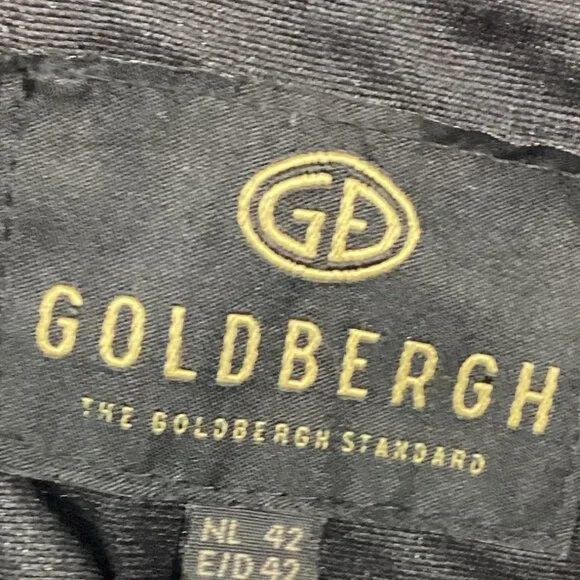 GD
GOLDBERGH
THE GOLDBERGH STANDARD
NL 42
E/D 42